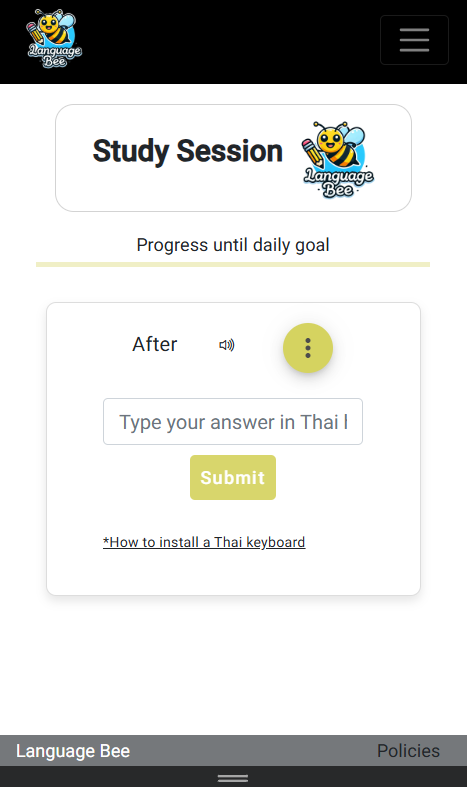 Language
Bee
Study Session
Language
Bee
Progress until daily goal
After
Type your answer in Thai l
Submit
*How to install a Thai keyboard
Language Bee
Policies